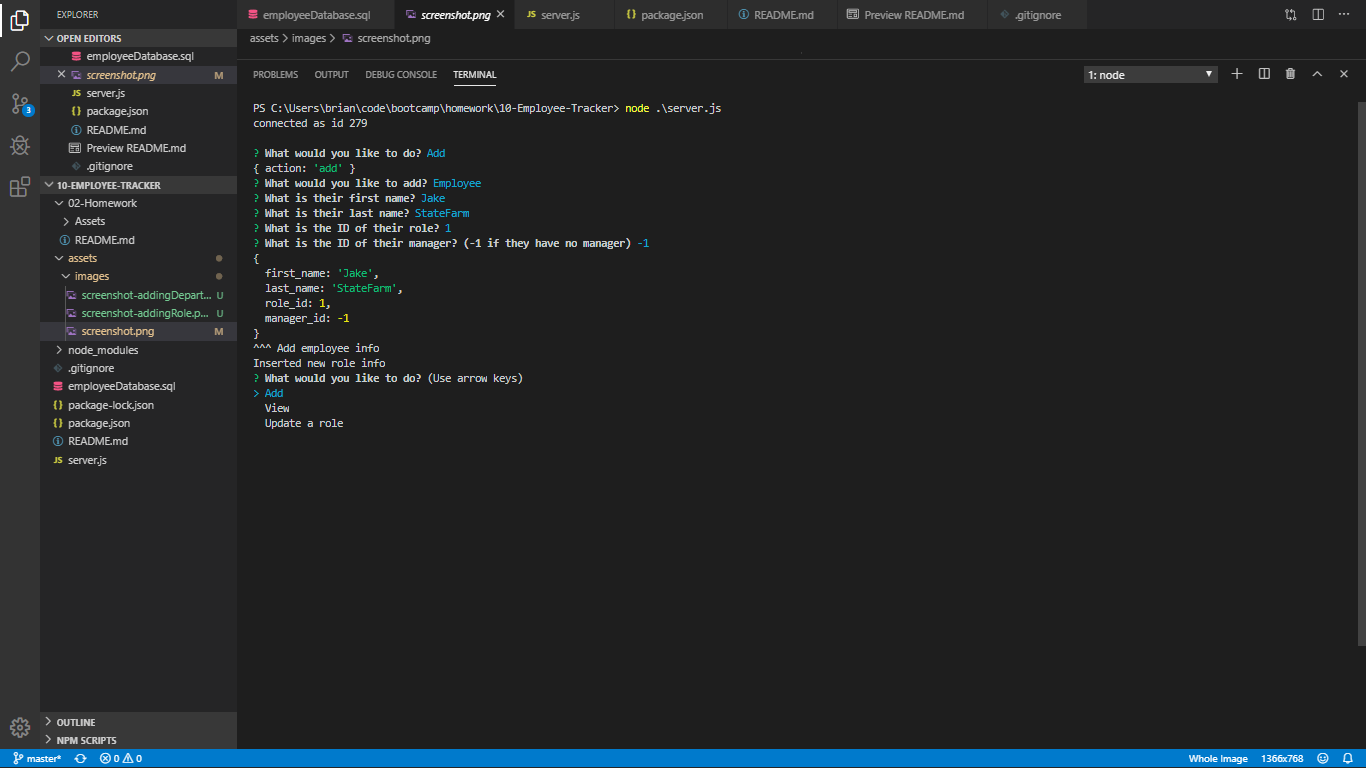 EXPLORER
OPEN EDITORS
employeeDatabase.sql
screenshot.png M
JS server.js
{} package.json
README.md
Preview README.md
.gitignore
10-EMPLOYEE-TRACKER
02-Homework
Assets
README.md
assets
images
screenshot-addingDepart... U
screenshot-addingRole.p... U
screenshot.png M
node_modules
.gitignore
employeeDatabase.sql
{} package-lock.json
{} package.json
README.md
JS server.js
OUTLINE
NPM SCRIPTS
3
employeeDatabase.sql screenshot.png JS server.js {} package.json README.md Preview README.md .gitignore
assets > images > screenshot.png
PROBLEMS OUTPUT DEBUG CONSOLE TERMINAL 1: node
PS C:\Users\brian\code\bootcamp\homework\10-Employee-Tracker> node .\server.js
connected as id 279
? What would you like to do? Add
{ action: 'add' }
? What would you like to add? Employee
? What is their first name? Jake
? What is their last name? StateFarm
? What is the ID of their role? 1
? What is the ID of their manager? (-1 if they have no manager) -1
{
first_name: 'Jake',
last_name: 'StateFarm',
role_id: 1,
manager_id: -1
}
^^^ Add employee info
Inserted new role info
? What would you like to do? (Use arrow keys)
> Add
View
Update a role
master* 0 0 Whole Image 1366x768